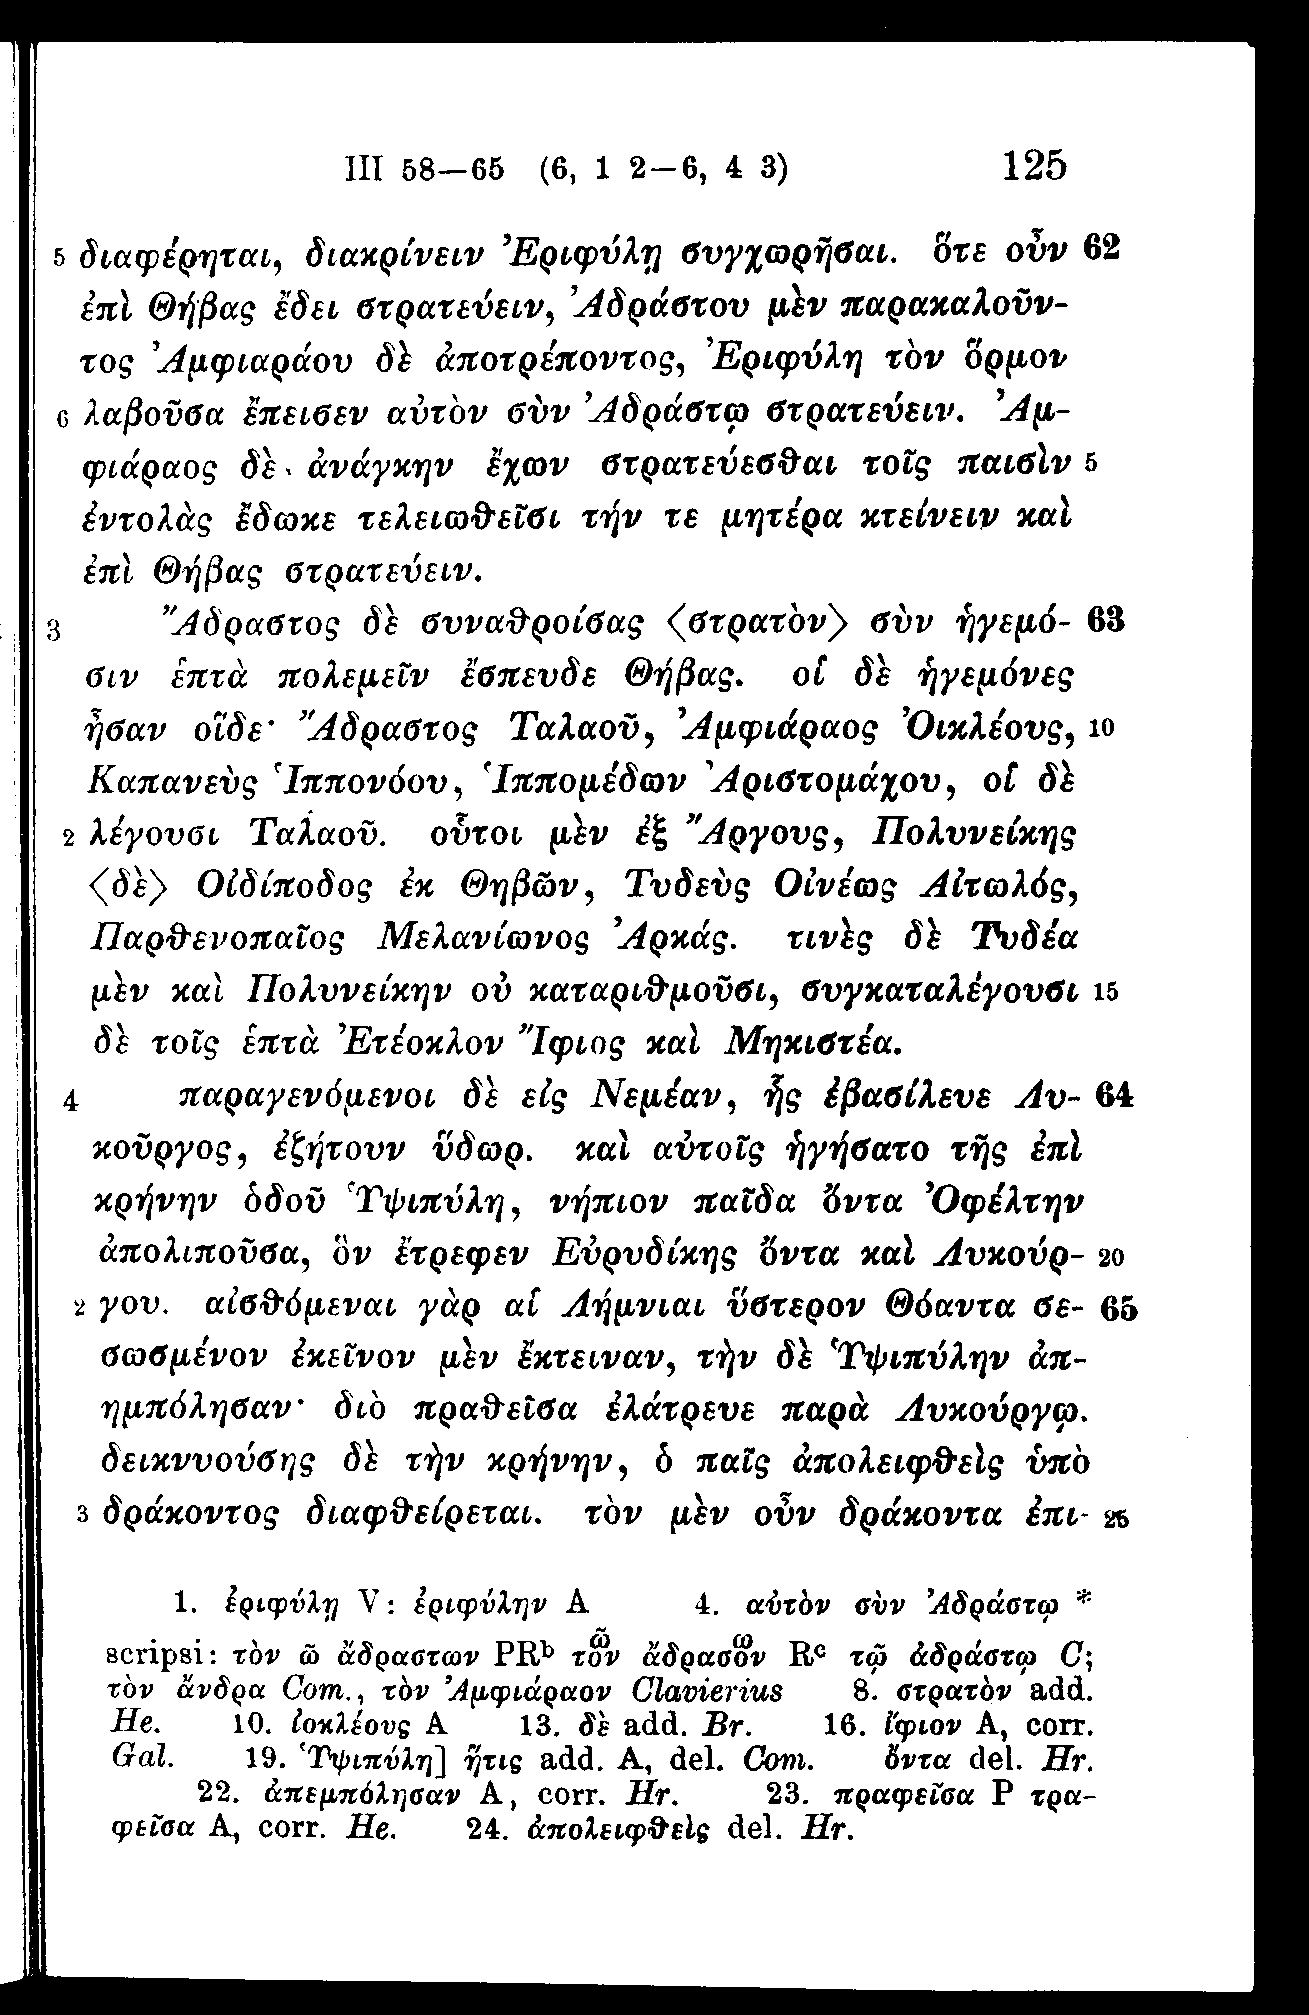 III 58—65 (6, 1 2—6, 4 3) 125
5 διαφέρηται, διακρίνειν Ἐριφύλῃ συγχωρῆσαι. ὅτε οὖν 62
ἐπὶ Θήβας ἔδει στρατεύειν, Ἀδράστου μὲν παρακαλοῦν-
τος Ἀμφιαράου δὲ ἀποτρέποντος, Ἐριφύλη τὸν ὅρμον
6 λαβοῦσα ἔπεισεν αὐτὸν σὺν Ἀδράστῳ στρατεύειν. Ἀμ-
φιάραος δὲ ἀνάγκην ἔχων στρατεύεσθαι τοῖς παισὶν 5
ἐντολὰς ἔδωκε τελειωθεῖσι τήν τε μητέρα κτείνειν καὶ
ἐπὶ Θήβας στρατεύειν.
3 Ἄδραστος δὲ συναθροίσας ⟨στρατὸν⟩ σὺν ἡγεμό- 63
σιν ἑπτὰ πολεμεῖν ἔσπευδε Θήβας. οἱ δὲ ἡγεμόνες
ἦσαν οἵδε· Ἄδραστος Ταλαοῦ, Ἀμφιάραος Ὀικλέους, 10
Καπανεὺς Ἱππονόου, Ἱππομέδων Ἀριστομάχου, οἱ δὲ
2 λέγουσι Ταλαοῦ. οὗτοι μὲν ἐξ Ἄργους, Πολυνείκης
⟨δὲ⟩ Οἰδίποδος ἐκ Θηβῶν, Τυδεὺς Οἰνέως Αἰτωλός,
Παρθενοπαῖος Μελανίωνος Ἀρκάς. τινὲς δὲ Τυδέα
μὲν καὶ Πολυνείκην οὐ καταριθμοῦσι, συγκαταλέγουσι 15
δὲ τοῖς ἑπτὰ Ἐτέοκλον Ἴφιος καὶ Μηκιστέα.
4 παραγενόμενοι δὲ εἰς Νεμέαν, ἧς ἐβασίλευε Λυ- 64
κοῦργος, ἐζήτουν ὕδωρ. καὶ αὐτοῖς ἡγήσατο τῆς ἐπὶ
κρήνην ὁδοῦ Ὑψιπύλη, νήπιον παῖδα ὄντα Ὀφέλτην
ἀπολιποῦσα, ὃν ἔτρεφεν Εὐρυδίκης ὄντα καὶ Λυκούρ- 20
2 γου. αἰσθόμεναι γὰρ αἱ Λήμνιαι ὕστερον Θόαντα σε- 65
σωσμένον ἐκεῖνον μὲν ἔκτειναν, τὴν δὲ Ὑψιπύλην ἀπ-
ημπόλησαν· διὸ πραθεῖσα ἐλάτρευε παρὰ Λυκούργῳ.
δεικνυούσης δὲ τὴν κρήνην, ὁ παῖς ἀπολειφθεὶς ὑπὸ
3 δράκοντος διαφθείρεται. τὸν μὲν οὖν δράκοντα ἐπι- 25
1. ἐριφύλῃ V: ἐριφύλην A 4. αὐτὸν σὺν Ἀδράστῳ *
scripsi: τὸν ῶ ἄδραστων PRᵇ ἄδρασ Rᶜ τῷ ἀδράστῳ C;
τὸν ἄνδρα Com., τὸν Ἀμφιάραον Clavierius 8. στρατὸν add.
He. 10. ἰοκλέους A 13. δὲ add. Br. 16. ἴφιον A, corr.
Gal. 19. Ὑψιπύλη] ἥτις add. A, del. Com. ὄντα del. Hr.
22. ἀπεμπόλησαν A, corr. Hr. 23. πραφεῖσα P τρα-
φεῖσα A, corr. He. 24. ἀπολειφθεὶς del. Hr.